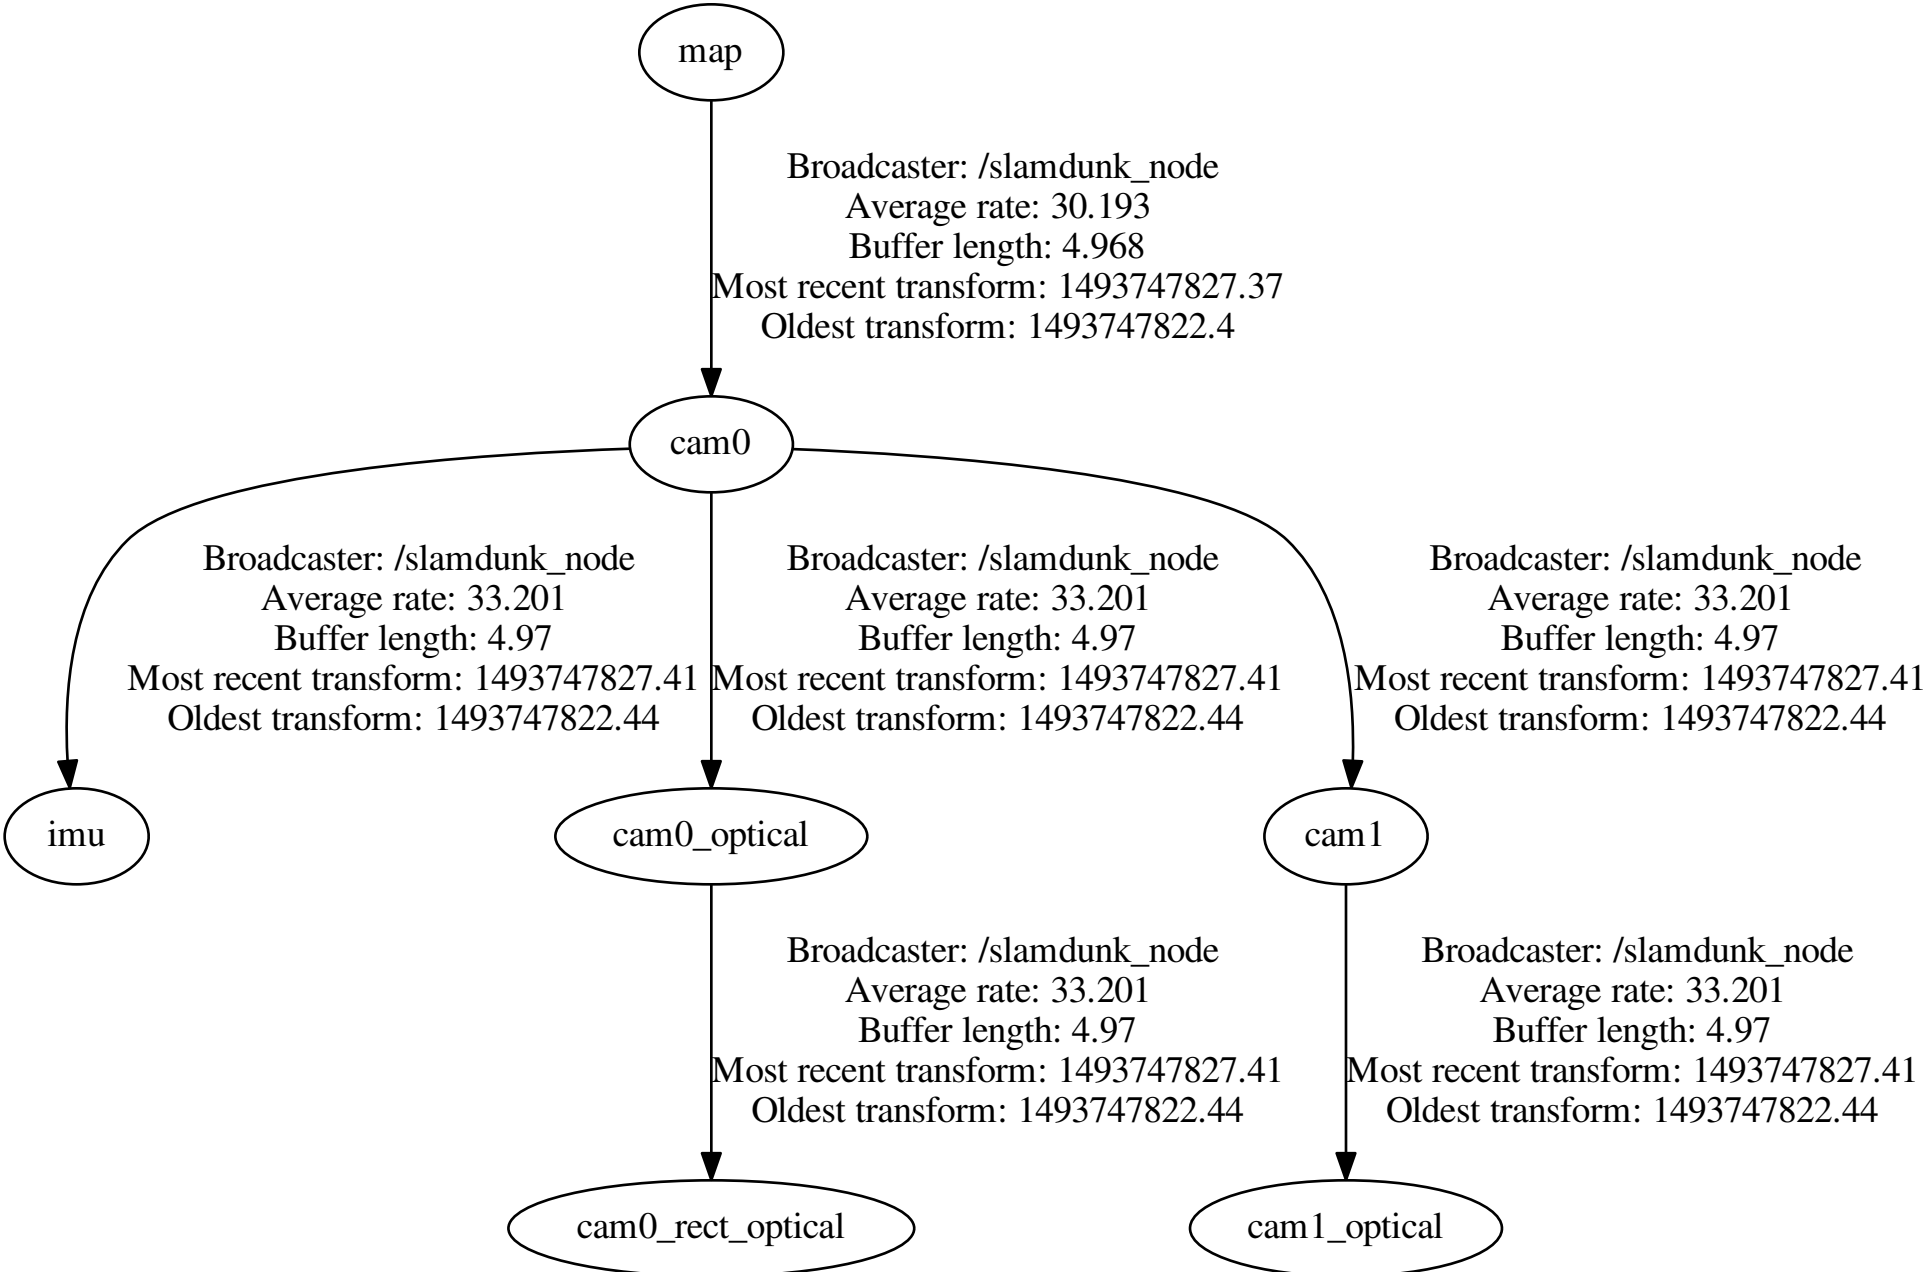 map
Broadcaster: /slamdunk_node
Average rate: 30.193
Buffer length: 4.968
Most recent transform: 1493747827.37
Oldest transform: 1493747822.4
cam0
Broadcaster: /slamdunk_node
Average rate: 33.201
Buffer length: 4.97
Most recent transform: 1493747827.41
Oldest transform: 1493747822.44
Broadcaster: /slamdunk_node
Average rate: 33.201
Buffer length: 4.97
Most recent transform: 1493747827.41
Oldest transform: 1493747822.44
Broadcaster: /slamdunk_node
Average rate: 33.201
Buffer length: 4.97
Most recent transform: 1493747827.41
Oldest transform: 1493747822.44
imu
cam0_optical
cam1
Broadcaster: /slamdunk_node
Average rate: 33.201
Buffer length: 4.97
Most recent transform: 1493747827.41
Oldest transform: 1493747822.44
Broadcaster: /slamdunk_node
Average rate: 33.201
Buffer length: 4.97
Most recent transform: 1493747827.41
Oldest transform: 1493747822.44
cam0_rect_optical
cam1_optical